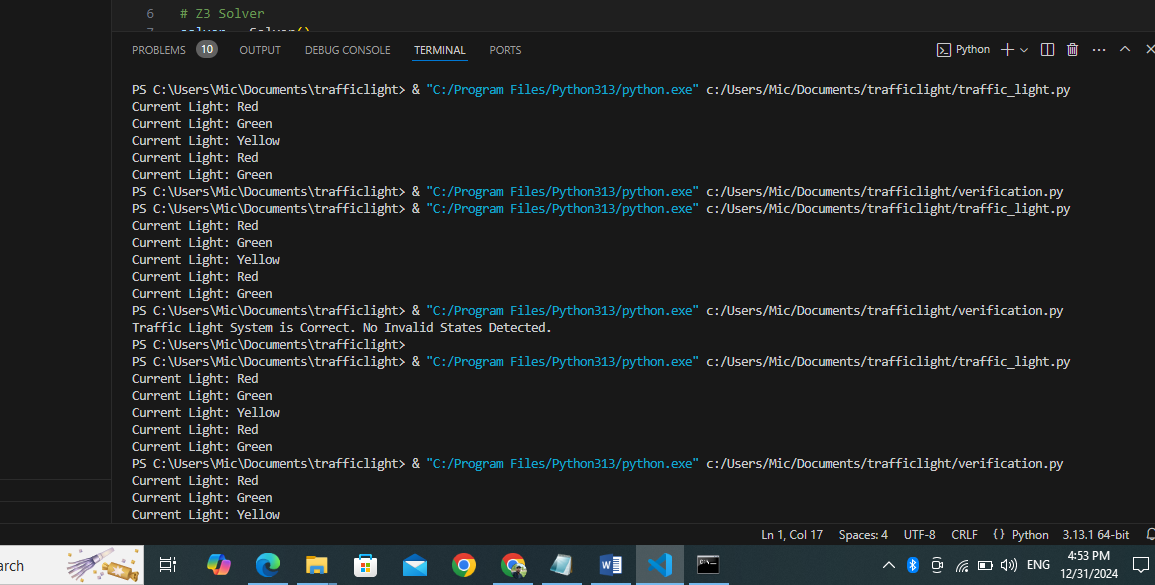 6 # Z3 Solver
PROBLEMS 10 OUTPUT DEBUG CONSOLE TERMINAL PORTS Python
PS C:\Users\Mic\Documents\trafficlight> & "C:/Program Files/Python313/python.exe" c:/Users/Mic/Documents/trafficlight/traffic_light.py
Current Light: Red
Current Light: Green
Current Light: Yellow
Current Light: Red
Current Light: Green
PS C:\Users\Mic\Documents\trafficlight> & "C:/Program Files/Python313/python.exe" c:/Users/Mic/Documents/trafficlight/verification.py
PS C:\Users\Mic\Documents\trafficlight> & "C:/Program Files/Python313/python.exe" c:/Users/Mic/Documents/trafficlight/traffic_light.py
Current Light: Red
Current Light: Green
Current Light: Yellow
Current Light: Red
Current Light: Green
PS C:\Users\Mic\Documents\trafficlight> & "C:/Program Files/Python313/python.exe" c:/Users/Mic/Documents/trafficlight/verification.py
Traffic Light System is Correct. No Invalid States Detected.
PS C:\Users\Mic\Documents\trafficlight>
PS C:\Users\Mic\Documents\trafficlight> & "C:/Program Files/Python313/python.exe" c:/Users/Mic/Documents/trafficlight/traffic_light.py
Current Light: Red
Current Light: Green
Current Light: Yellow
Current Light: Red
Current Light: Green
PS C:\Users\Mic\Documents\trafficlight> & "C:/Program Files/Python313/python.exe" c:/Users/Mic/Documents/trafficlight/verification.py
Current Light: Red
Current Light: Green
Current Light: Yellow
Ln 1, Col 17 Spaces: 4 UTF-8 CRLF {} Python 3.13.1 64-bit
arch ENG 4:53 PM
12/31/2024